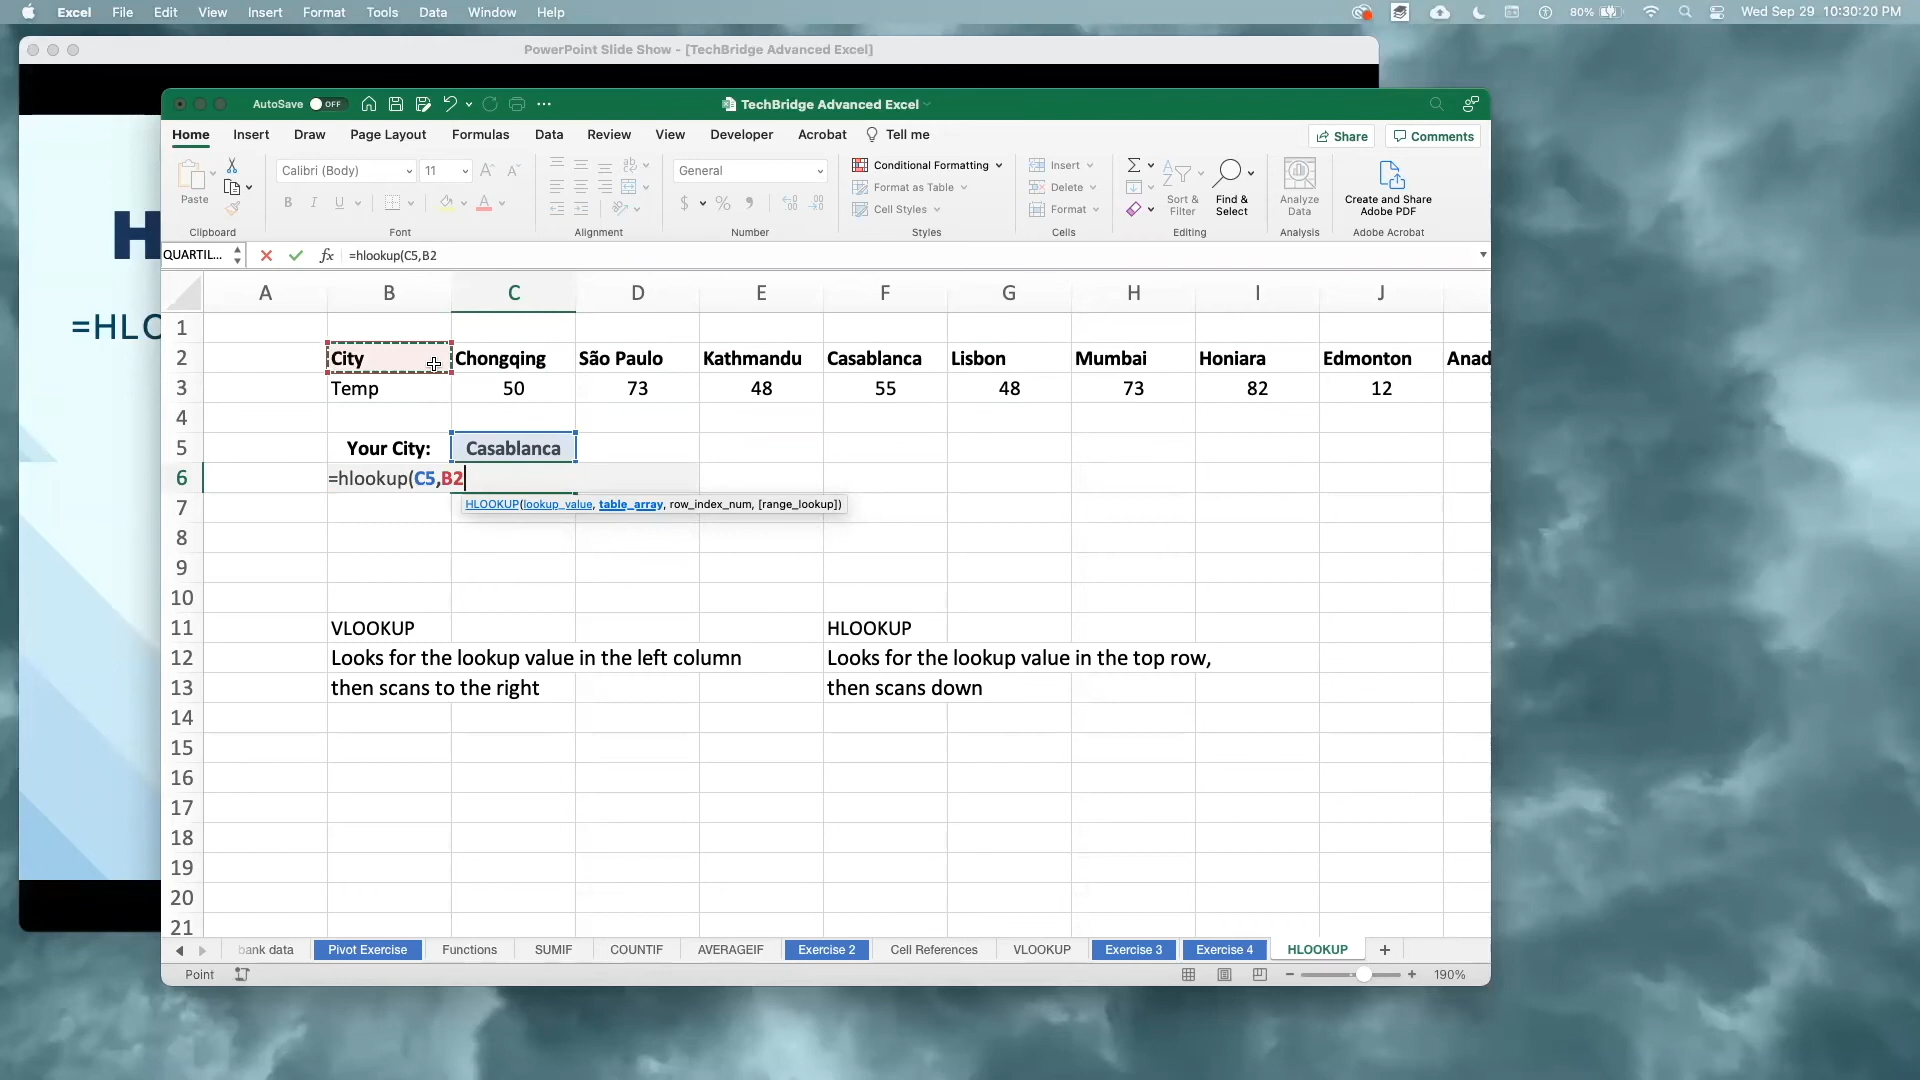 Excel File Edit View Insert Format Tools Data Window Help 80% Wed Sep 29 10:30:20 PM
PowerPoint Slide Show - [TechBridge Advanced Excel]
AutoSave OFF TechBridge Advanced Excel
Home Insert Draw Page Layout Formulas Data Review View Developer Acrobat Tell me Share Comments
Paste Calibri (Body) 11 General Conditional Formatting Insert
Format as Table Delete
Cell Styles Format
Sort & Filter Find & Select Analyze Data Create and Share Adobe PDF
B I U A ab $ % 9
Clipboard Font Alignment Number Styles Cells Editing Analysis Adobe Acrobat
QUARTIL... fx =hlookup(C5,B2
H
=HLO
A B C D E F G H I J
1
2 City Chongqing São Paulo Kathmandu Casablanca Lisbon Mumbai Honiara Edmonton Anad
3 Temp 50 73 48 55 48 73 82 12
4
5 Your City: Casablanca
6 =hlookup(C5,B2
7 HLOOKUP(lookup_value, table_array, row_index_num, [range_lookup])
8
9
10
11 VLOOKUP HLOOKUP
12 Looks for the lookup value in the left column Looks for the lookup value in the top row,
13 then scans to the right then scans down
14
15
16
17
18
19
20
21
bank data Pivot Exercise Functions SUMIF COUNTIF AVERAGEIF Exercise 2 Cell References VLOOKUP Exercise 3 Exercise 4 HLOOKUP +
Point 190%